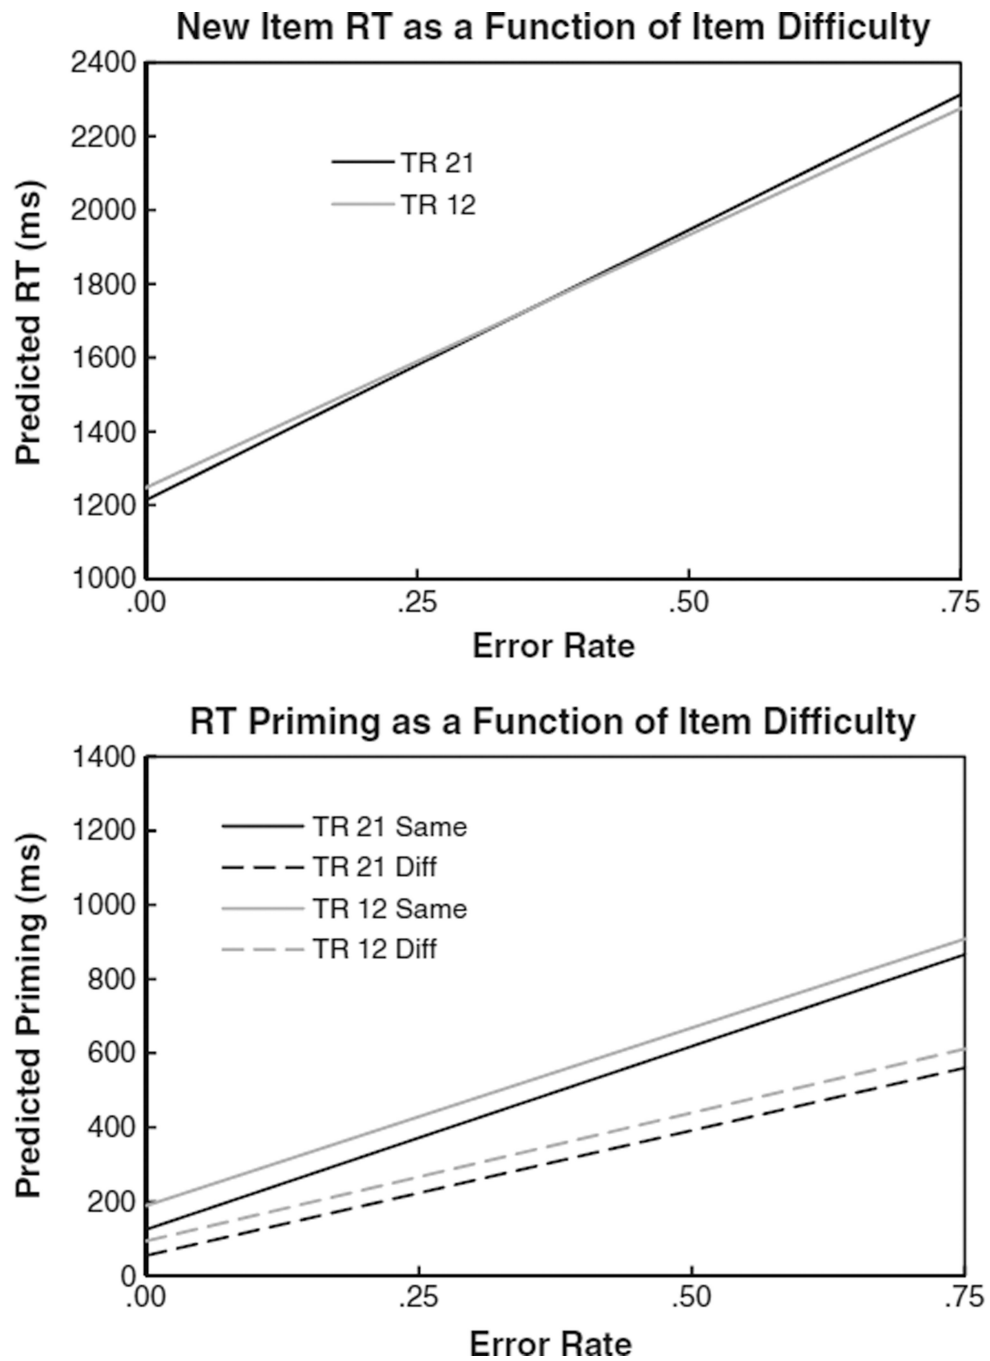 New Item RT as a Function of Item Difficulty
2400
2200
2000
1800
1600
1400
1200
1000
Predicted RT (ms)
TR 21
TR 12
.00 .25 .50 .75
Error Rate
RT Priming as a Function of Item Difficulty
1400
1200
1000
800
600
400
200
0
Predicted Priming (ms)
TR 21 Same
TR 21 Diff
TR 12 Same
TR 12 Diff
.00 .25 .50 .75
Error Rate